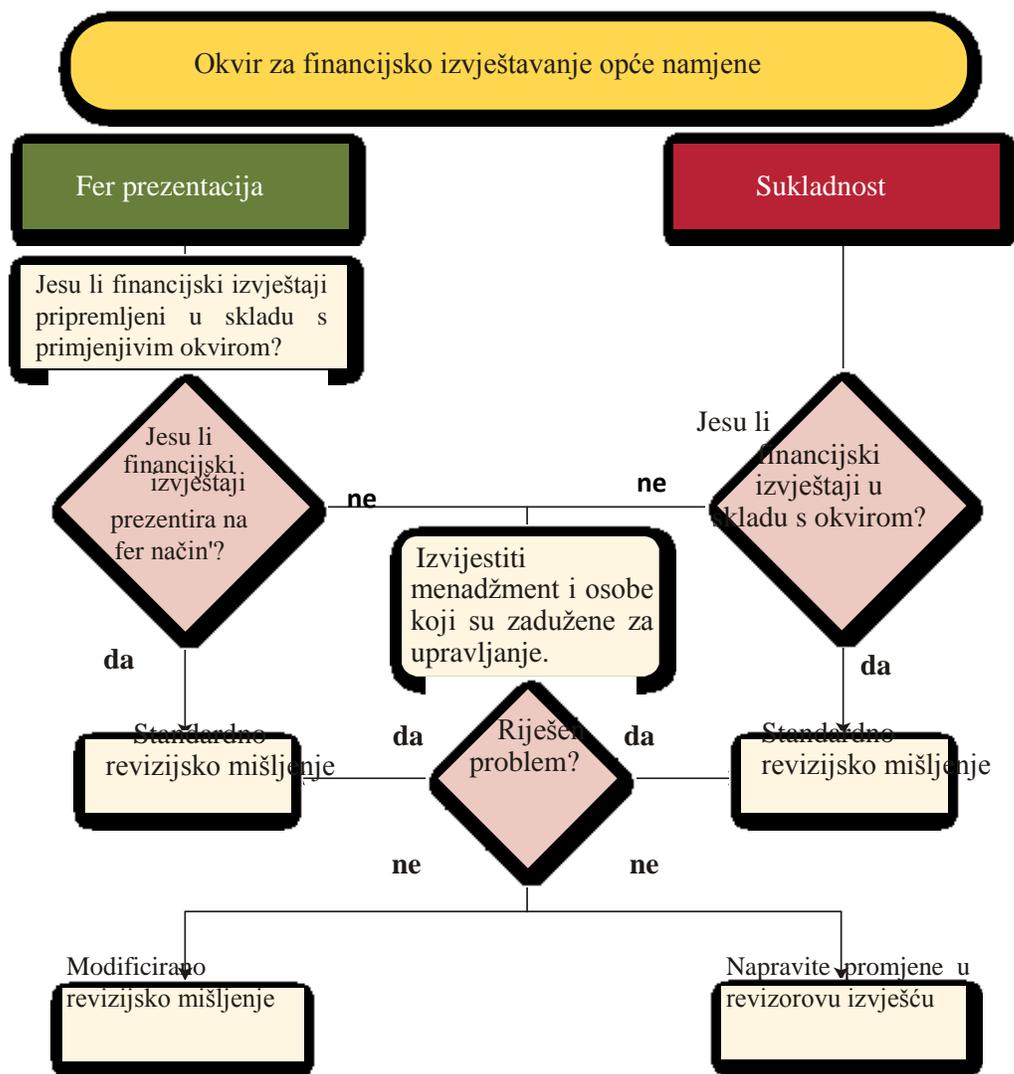 Okvir za financijsko izvještavanje opće namjene
Fer prezentacija
Sukladnost
Jesu li financijski izvještaji
pripremljeni u skladu s
primjenjivim okvirom?
Jesu li
financijski
izvještaji
prezentira na
fer način'?
ne
ne
Jesu li
financijski
izvještaji u
skladu s okvirom?
Izvijestiti
menadžment i osobe
koji su zadužene za
upravljanje.
da
da
Standardno
revizijsko mišljenje
da
Riješen
problem?
da
Standardno
revizijsko mišljenje
ne
ne
Modificirano
revizijsko mišljenje
Napravite promjene u
revizorovu izvješću